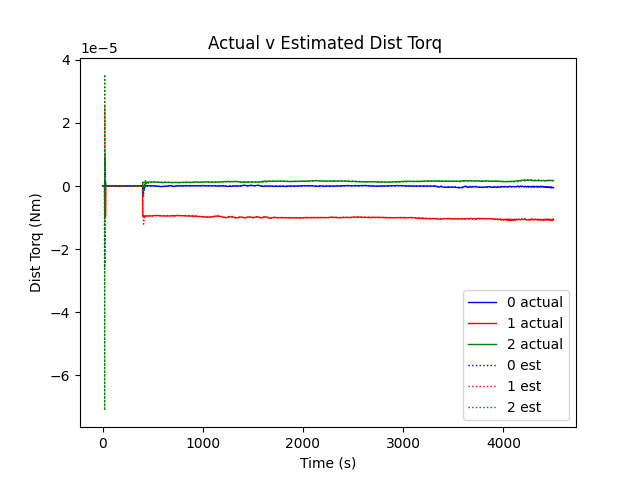 Actual v Estimated Dist Torq
1e−5
4
2
0
−2
−4
−6
Dist Torq (Nm)
0
1000
2000
3000
4000
Time (s)
0 actual
1 actual
2 actual
0 est
1 est
2 est